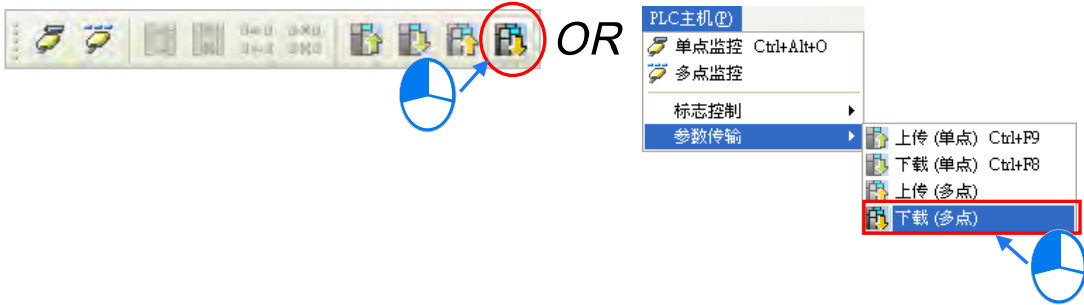 OR
PLC主机(P)
单点监控 Ctrl+Alt+O
多点监控
标志控制
参数传输
上传 (单点) Ctrl+F9
下载 (单点) Ctrl+F8
上传 (多点)
下载 (多点)